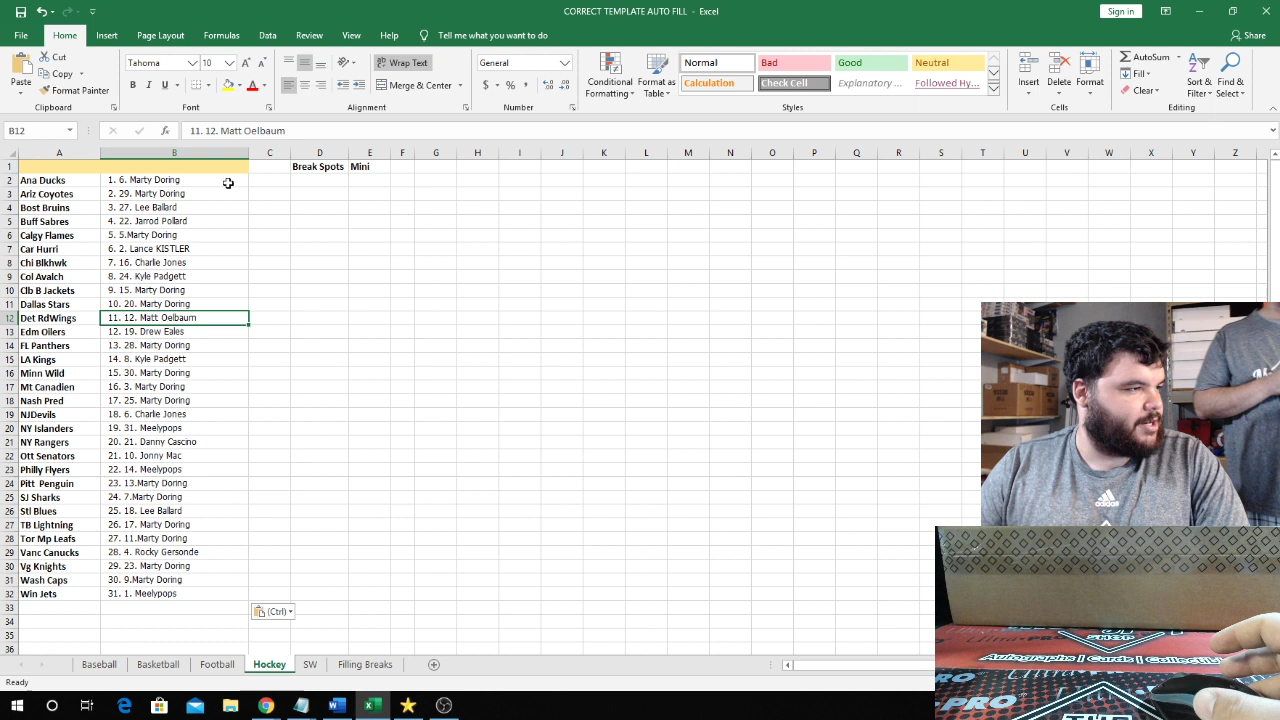 CORRECT TEMPLATE AUTO FILL - Excel
Sign in
File Home Insert Page Layout Formulas Data Review View Help Tell me what you want to do Share
Paste
Cut
Copy
Format Painter
Clipboard
Tahoma 10
B I U
Font
Wrap Text
Merge & Center
Alignment
General
$ % ,
Number
Conditional Formatting
Format as Table
Normal Bad Good Neutral
Calculation Check Cell Explanatory ... Followed Hy...
Styles
Insert Delete Format
Cells
AutoSum
Fill
Clear
Sort & Filter
Find & Select
Editing
B12 fx 11. 12. Matt Oelbaum
A B C D E F G H I J K L M N O P Q R S T U V W X Y Z
1 Break Spots Mini
2 Ana Ducks 1. 6. Marty Doring
3 Ariz Coyotes 2. 29. Marty Doring
4 Bost Bruins 3. 27. Lee Ballard
5 Buff Sabres 4. 22. Jarrod Pollard
6 Calgy Flames 5. 5.Marty Doring
7 Car Hurri 6. 2. Lance KISTLER
8 Chi Blkhwk 7. 16. Charlie Jones
9 Col Avalch 8. 24. Kyle Padgett
10 Clb B Jackets 9. 15. Marty Doring
11 Dallas Stars 10. 20. Marty Doring
12 Det RdWings 11. 12. Matt Oelbaum
13 Edm Oilers 12. 19. Drew Eales
14 FL Panthers 13. 28. Marty Doring
15 LA Kings 14. 8. Kyle Padgett
16 Minn Wild 15. 30. Marty Doring
17 Mt Canadien 16. 3. Marty Doring
18 Nash Pred 17. 25. Marty Doring
19 NJDevils 18. 6. Charlie Jones
20 NY Islanders 19. 31. Meelypops
21 NY Rangers 20. 21. Danny Cascino
22 Ott Senators 21. 10. Jonny Mac
23 Philly Flyers 22. 14. Meelypops
24 Pitt Penguin 23. 13.Marty Doring
25 SJ Sharks 24. 7.Marty Doring
26 Stl Blues 25. 18. Lee Ballard
27 TB Lightning 26. 17. Marty Doring
28 Tor Mp Leafs 27. 11.Marty Doring
29 Vanc Canucks 28. 4. Rocky Gersonde
30 Vg Knights 29. 23. Marty Doring
31 Wash Caps 30. 9.Marty Doring
32 Win Jets 31. 1. Meelypops
33
(Ctrl)
34
35
36
Baseball Basketball Football Hockey SW Filling Breaks
Ready
adidas
SHOP
Autographs | Cards | Collectib
PRO
THE